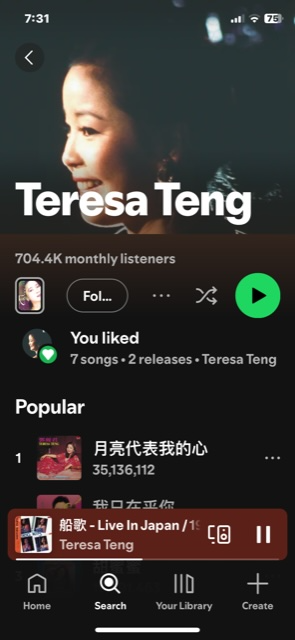 7:31
75
Teresa Teng
704.4K monthly listeners
Fol...
You liked
7 songs • 2 releases • Teresa Teng
Popular
1
月亮代表我的心
35,136,112
我只在乎你
船歌 - Live In Japan / 19
Teresa Teng
Home
Search
Your Library
Create